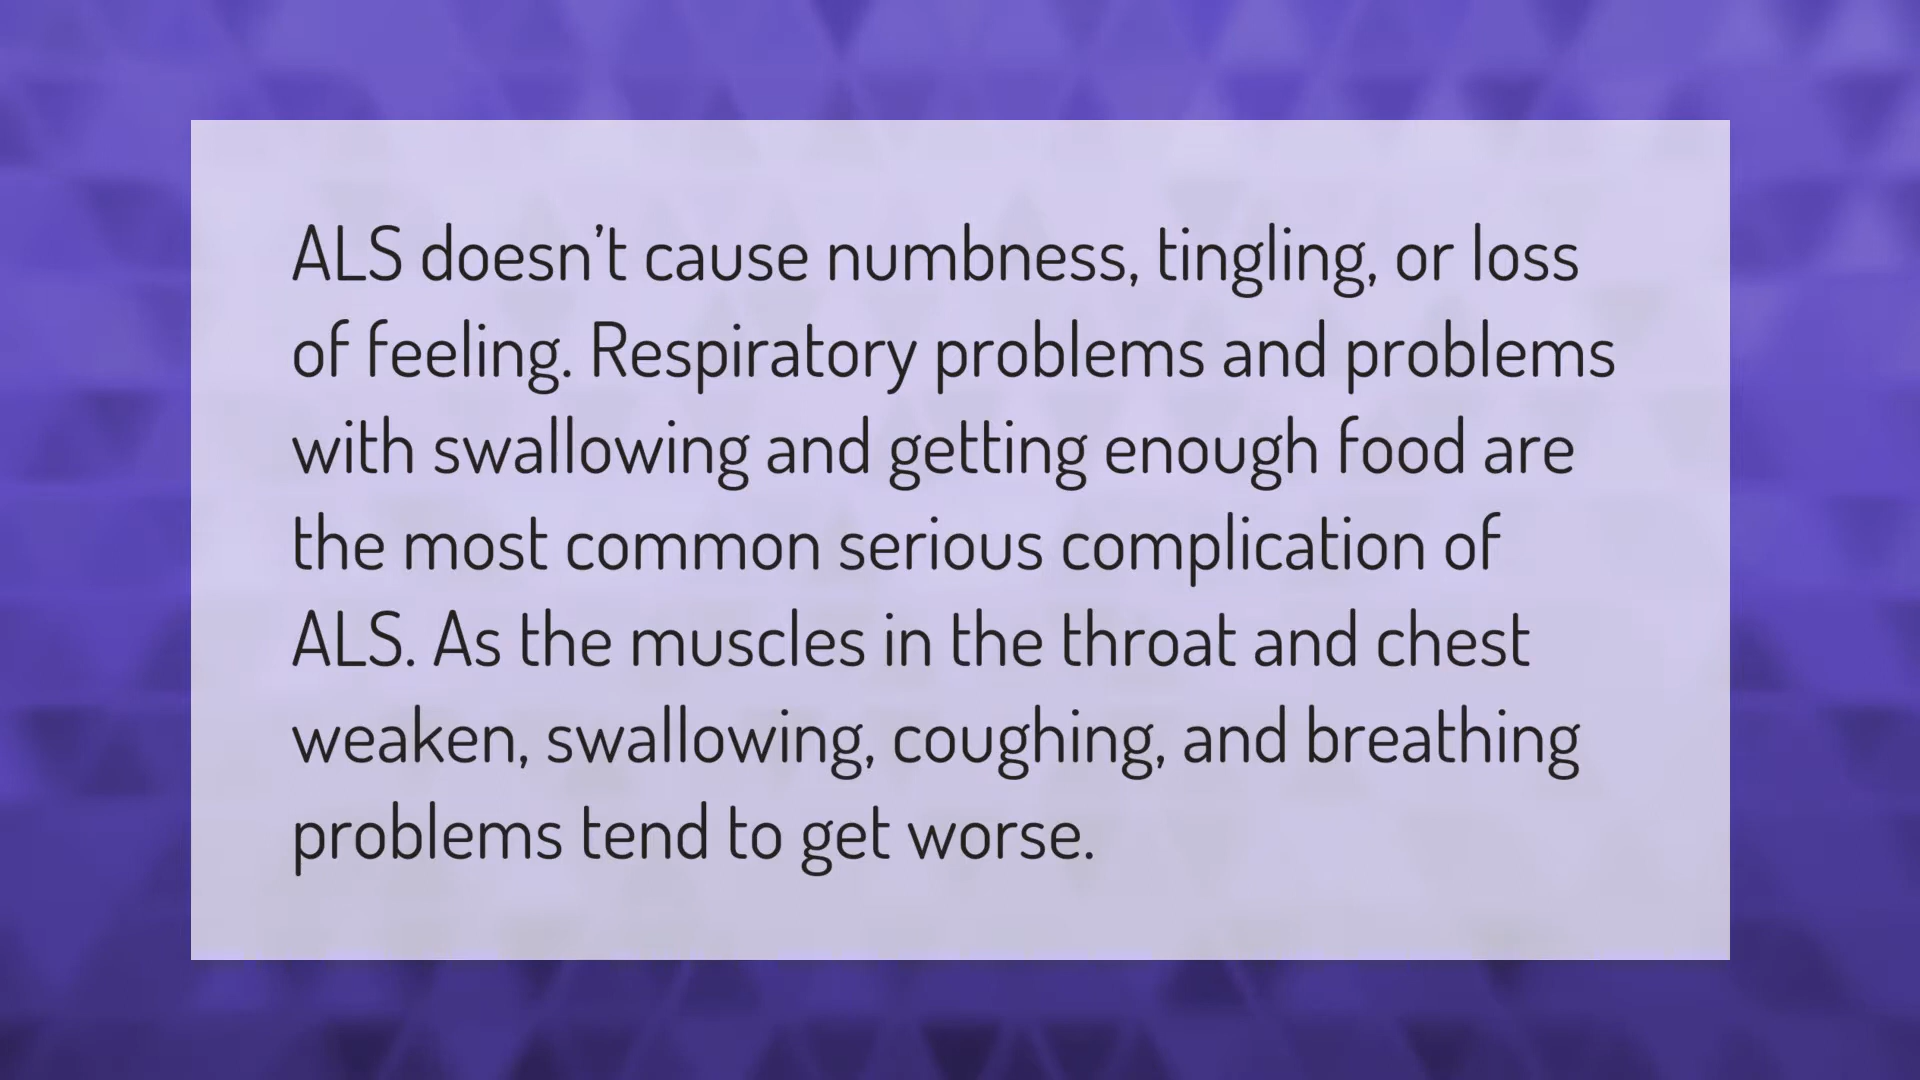 ALS doesn’t cause numbness, tingling, or loss
of feeling. Respiratory problems and problems
with swallowing and getting enough food are
the most common serious complication of
ALS. As the muscles in the throat and chest
weaken, swallowing, coughing, and breathing
problems tend to get worse.